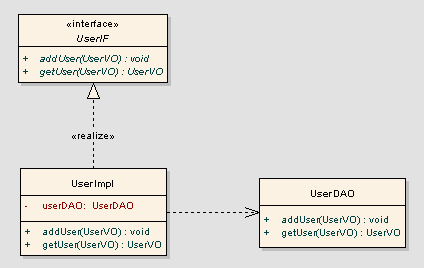 «interface»
UserIF
+ addUser(UserVO) : void
+ getUser(UserVO) : UserVO
«realize»
UserImpl
- userDAO: UserDAO
+ addUser(UserVO) : void
+ getUser(UserVO) : UserVO
UserDAO
+ addUser(UserVO) : void
+ getUser(UserVO) : UserVO